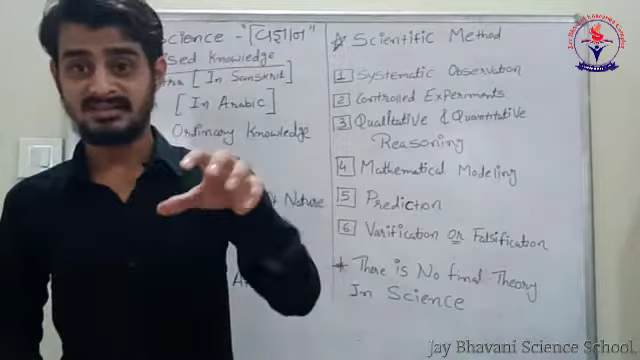 Science - "વિજ્ઞાન"
sed Knowledge
[In Sanskrit]
[In Arabic]
Ordinary Knowledge
Nature
☆ Scientific Method
1 Systematic Observation
2 Controlled Experiments
3 Qualitative & Quantitative
Reasoning
4 Mathematical Modeling
5 Prediction
6 Varification OR Falsification
* There is No final Theory
In Science
Jay Bhavani Science School.